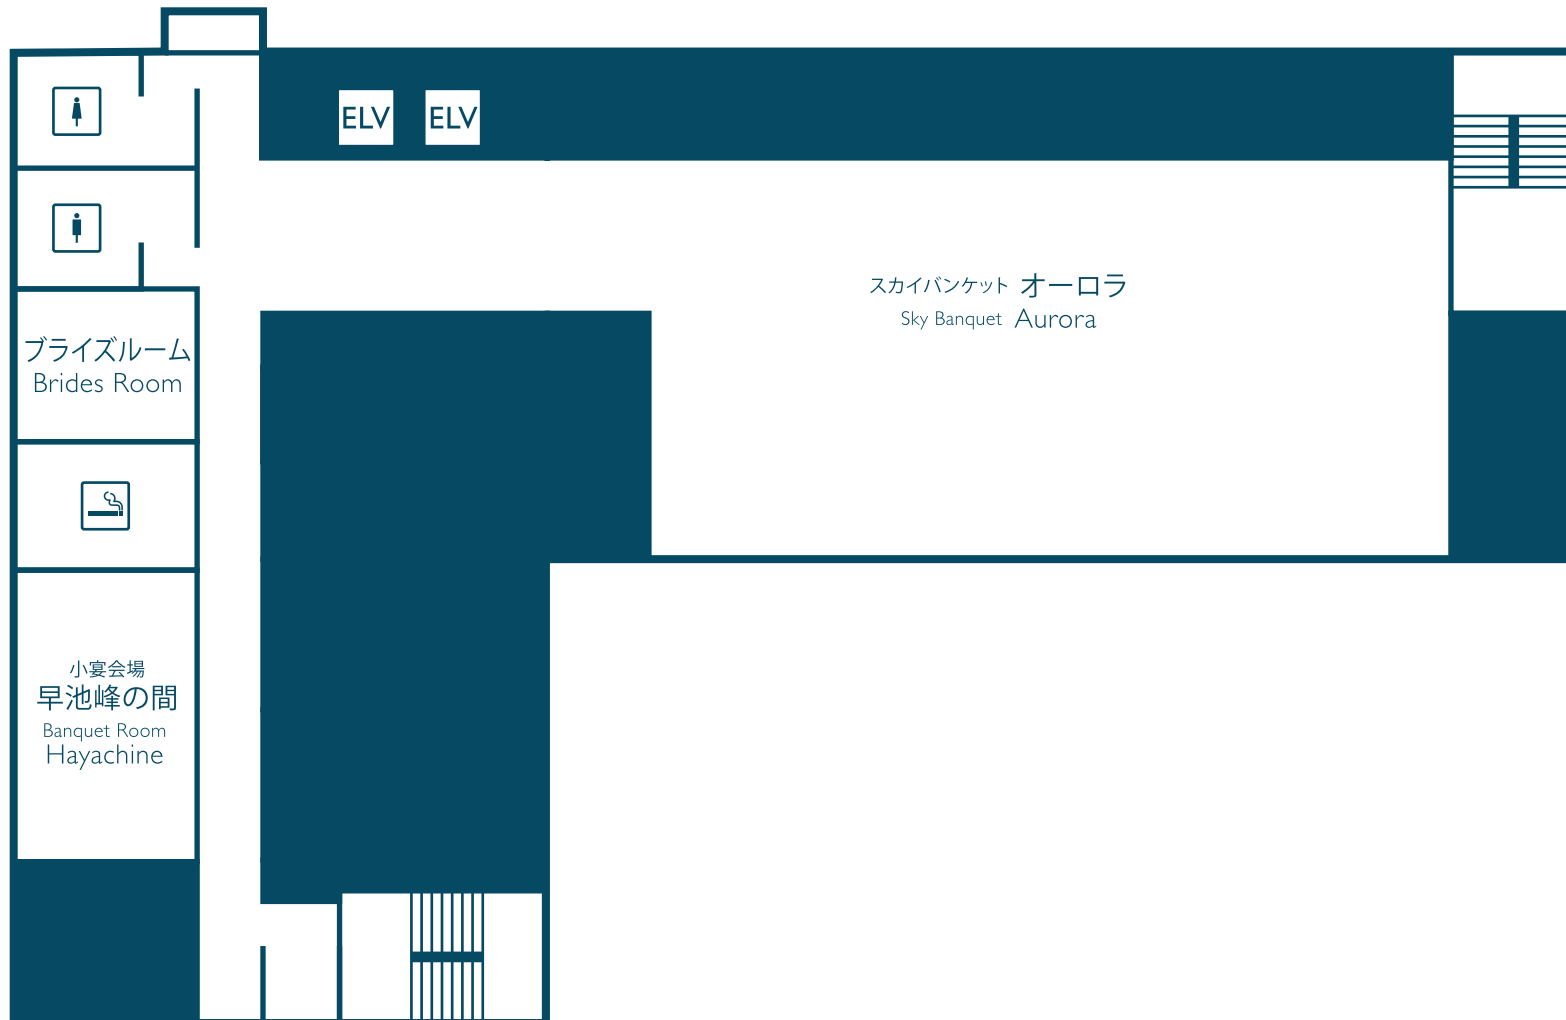 ELV ELV
スカイバンケット オーロラ
Sky Banquet Aurora
ブライズルーム
Brides Room
小宴会場
早池峰の間
Banquet Room
Hayachine